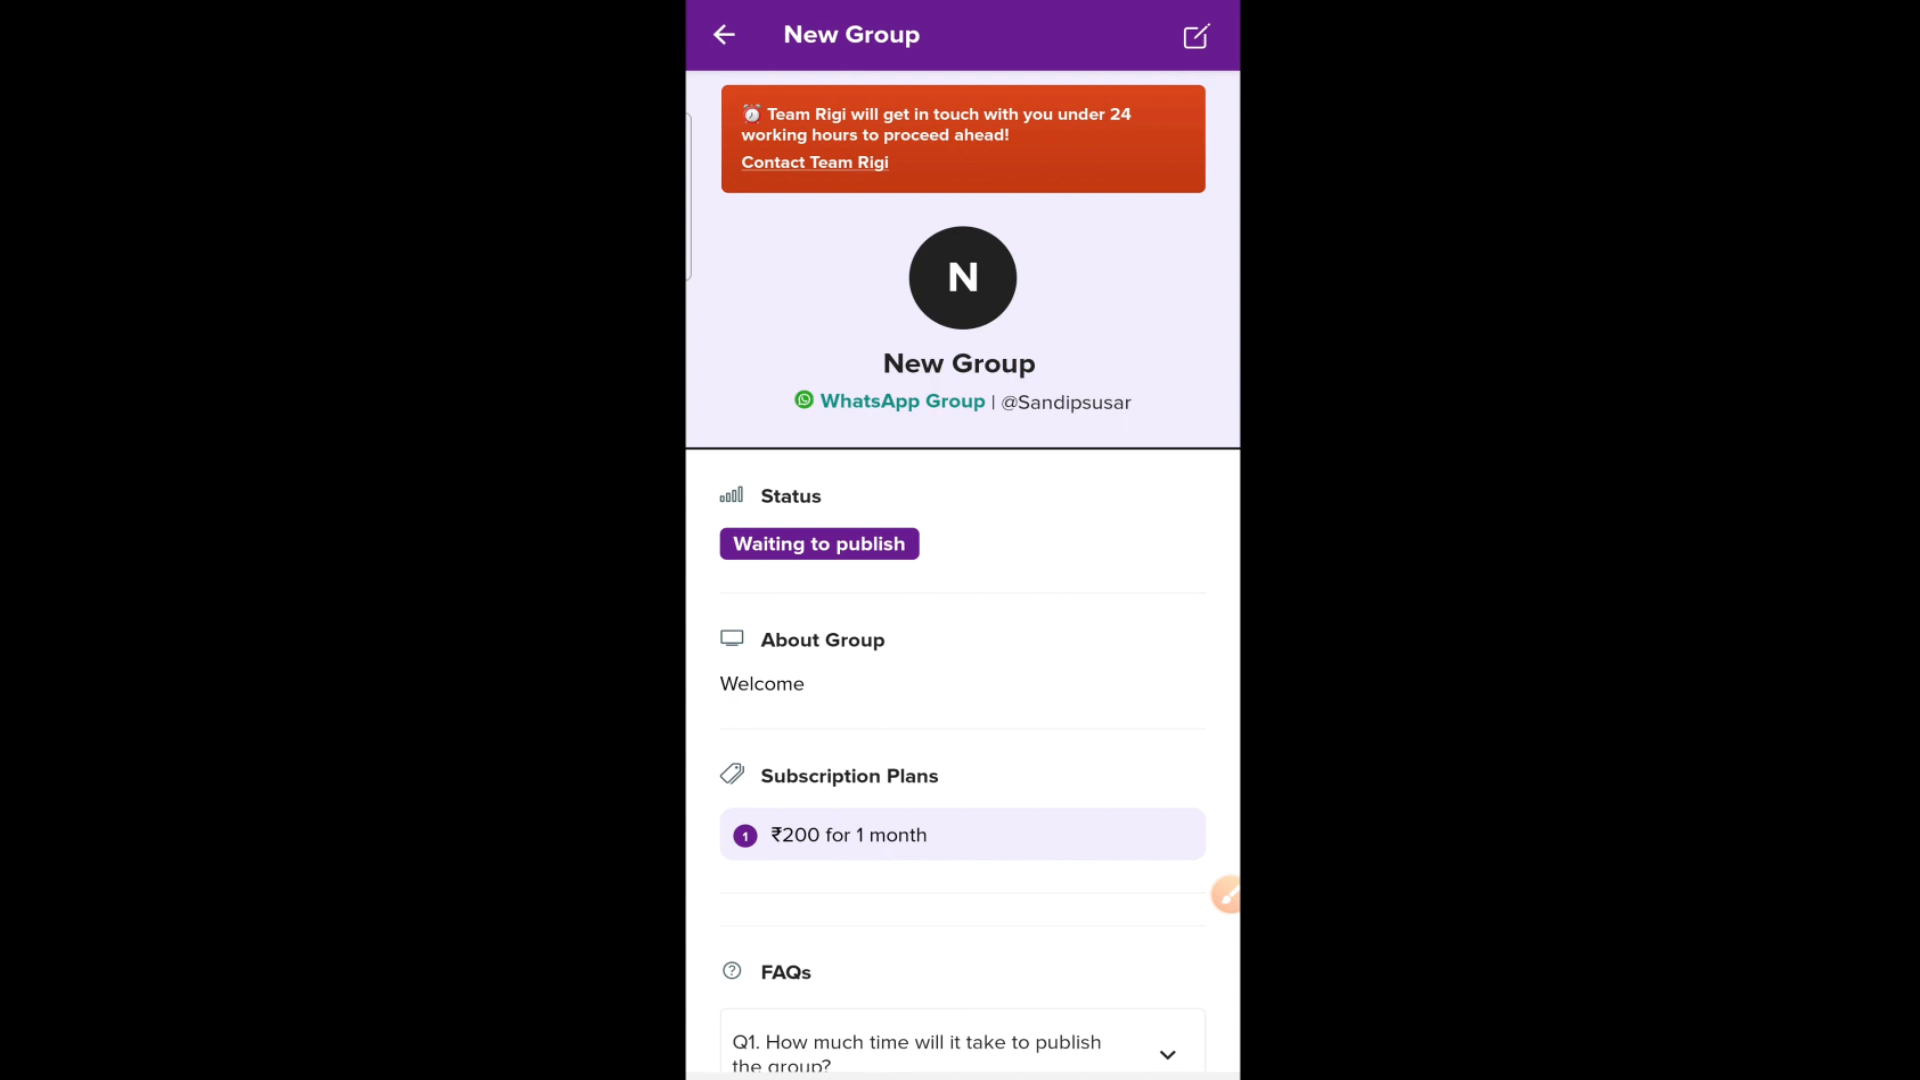 New Group
⏰ Team Rigi will get in touch with you under 24
working hours to proceed ahead!
Contact Team Rigi
N
New Group
WhatsApp Group | @Sandipsusar
Status
Waiting to publish
About Group
Welcome
Subscription Plans
1 ₹200 for 1 month
FAQs
Q1. How much time will it take to publish
the group?